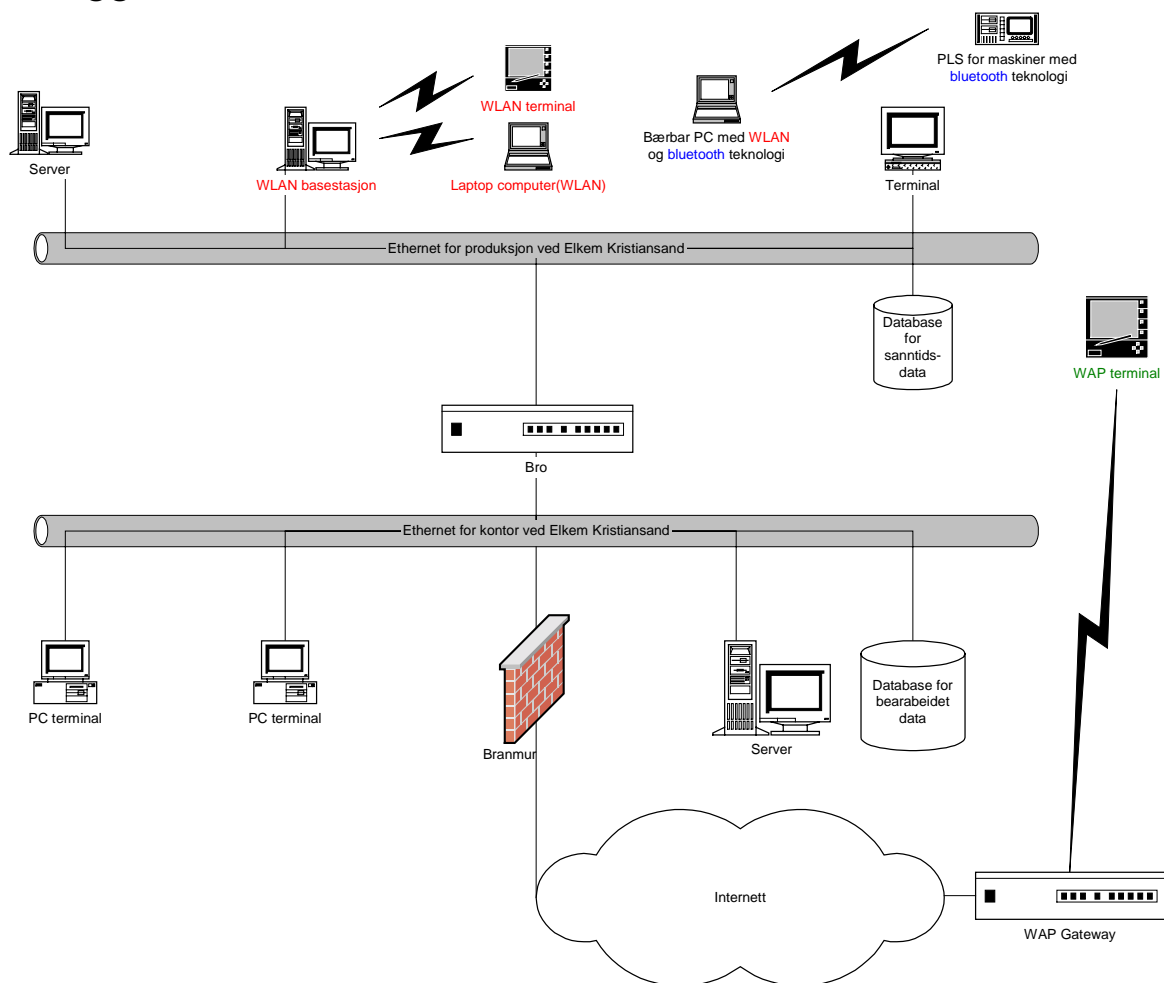 PLS for maskiner med
bluetooth teknologi
WLAN terminal
Bærbar PC med WLAN
og bluetooth teknologi
Server
WLAN basestasjon
Laptop computer(WLAN)
Terminal
Ethernet for produksjon ved Elkem Kristiansand
Database
for
sanntids-
data
WAP terminal
Bro
Ethernet for kontor ved Elkem Kristiansand
PC terminal
PC terminal
Branmur
Server
Database for
bearabeidet
data
Internett
WAP Gateway